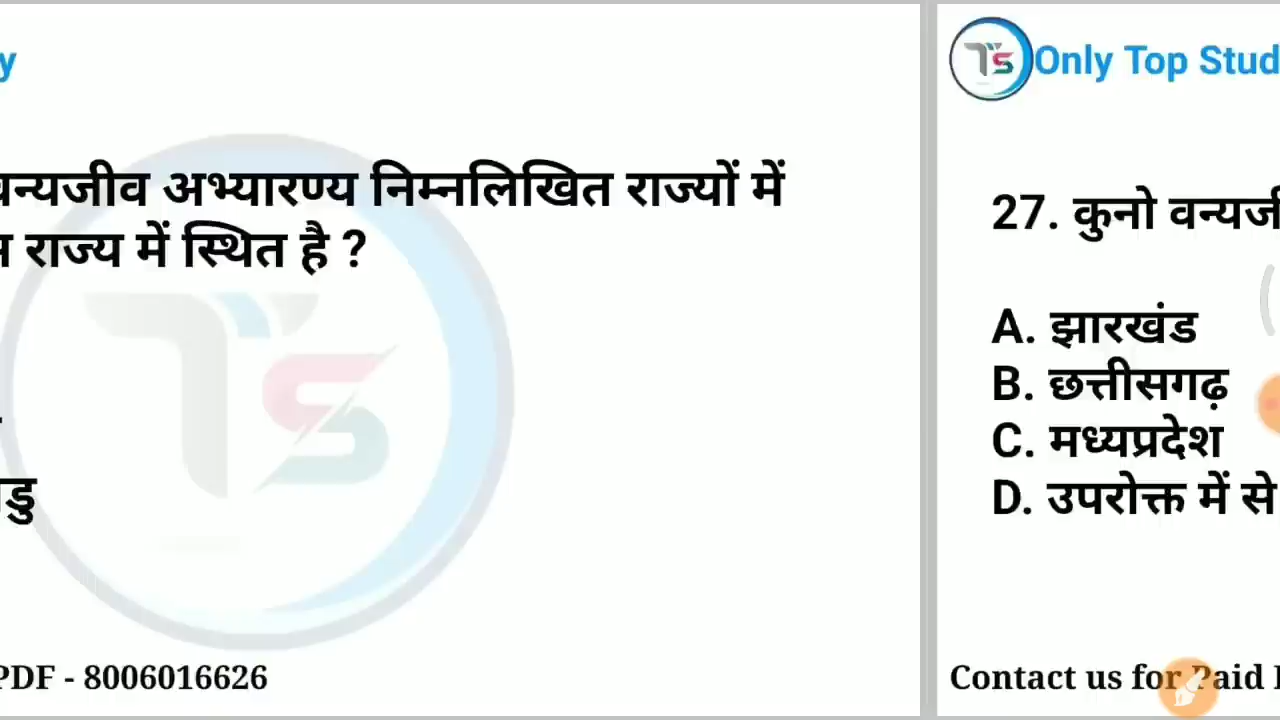 y
वन्यजीव अभ्यारण्य निम्नलिखित राज्यों में
राज्य में स्थित है ?
डु
PDF - 8006016626
TS Only Top Stud
27. कुनो वन्यजी
A. झारखंड
B. छत्तीसगढ़
C. मध्यप्रदेश
D. उपरोक्त में से
Contact us for Paid